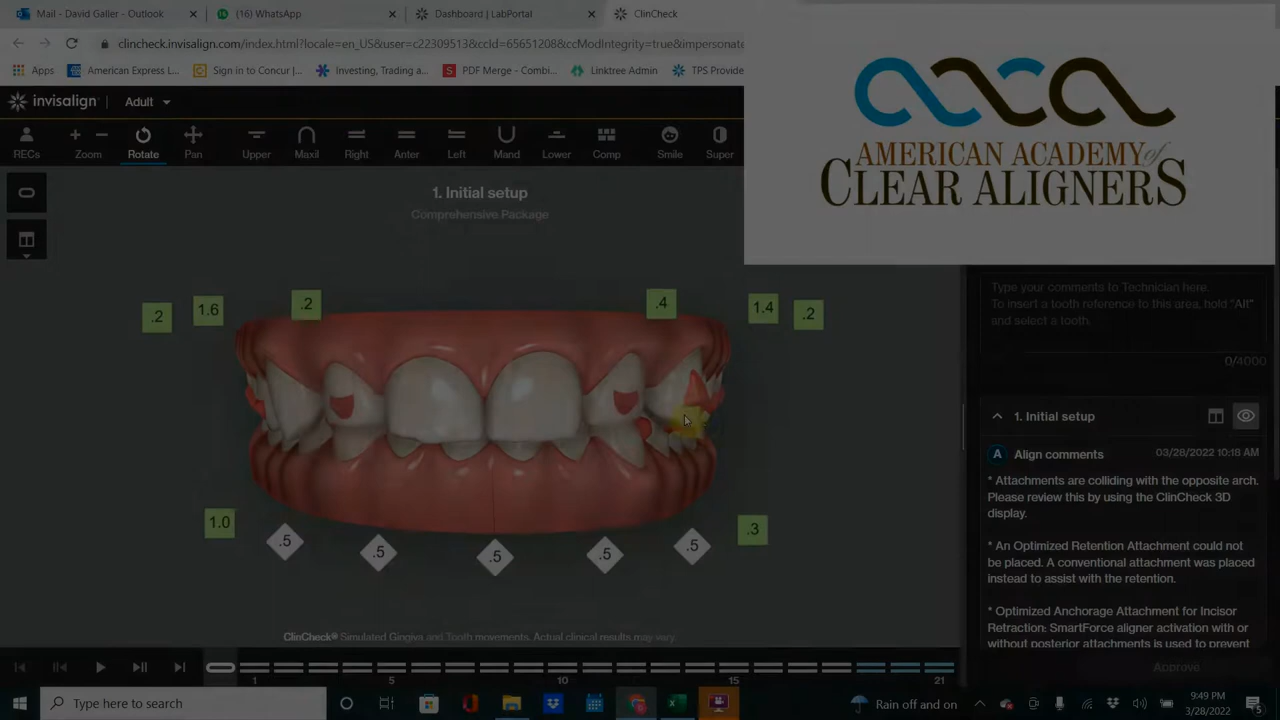 Mail - David Galler - Outlook
(16) WhatsApp
Dashboard | LabPortal
ClinCheck
clincheck.invisalign.com/index.html?locale=en_US&user=c22309513&ccId=65651208&ccModIntegrity=true&impersonate
Apps
American Express L...
Sign in to Concur |...
Investing, Trading a...
PDF Merge - Combi...
Linktree Admin
TPS Provide
AMERICAN ACADEMY of
CLEAR ALIGNERS
invisalign
Adult
RECs
Zoom
Rotate
Pan
Upper
Maxil
Right
Anter
Left
Mand
Lower
Comp
Smile
Super
1. Initial setup
Comprehensive Package
.2
1.6
.2
.4
1.4
.2
1.0
.5
.5
.5
.5
.5
.3
ClinCheck® Simulated Gingiva and Tooth movements. Actual clinical results may vary.
1
5
10
15
21
Type your comments to Technician here.
To insert a tooth reference to this area, hold "Alt"
and select a tooth.
0/4000
1. Initial setup
A Align comments 03/28/2022 10:18 AM
* Attachments are colliding with the opposite arch.
Please review this by using the ClinCheck 3D
display.
* An Optimized Retention Attachment could not
be placed. A conventional attachment was placed
instead to assist with the retention.
* Optimized Anchorage Attachment for Incisor
Retraction: SmartForce aligner activation with or
without posterior attachments is used to prevent
Approve
Type here to search
Rain off and on
9:49 PM
3/28/2022
5